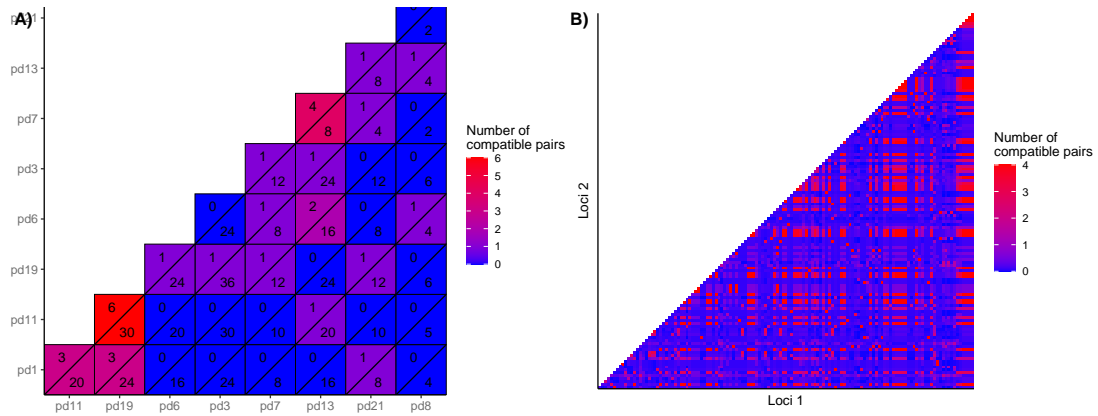 A)
2
pd13 1 1
8 4
pd7 4 1 0
8 4 2
pd3 1 1 0 0
12 24 12 8
pd6 0 1 2 0 1
24 8 16 8 4
pd19 1 1 1 0 1 0
24 36 12 24 12 6
pd11 6 0 0 0 1 0 0
30 20 30 10 20 10 5
pd1 3 3 0 0 0 0 1 0
20 24 16 24 8 16 8 4
pd11 pd19 pd6 pd3 pd7 pd13 pd21 pd8
Number of
compatible pairs
6
5
4
3
2
1
0
B)
Loci 2
Loci 1
Number of
compatible pairs
4
3
2
1
0